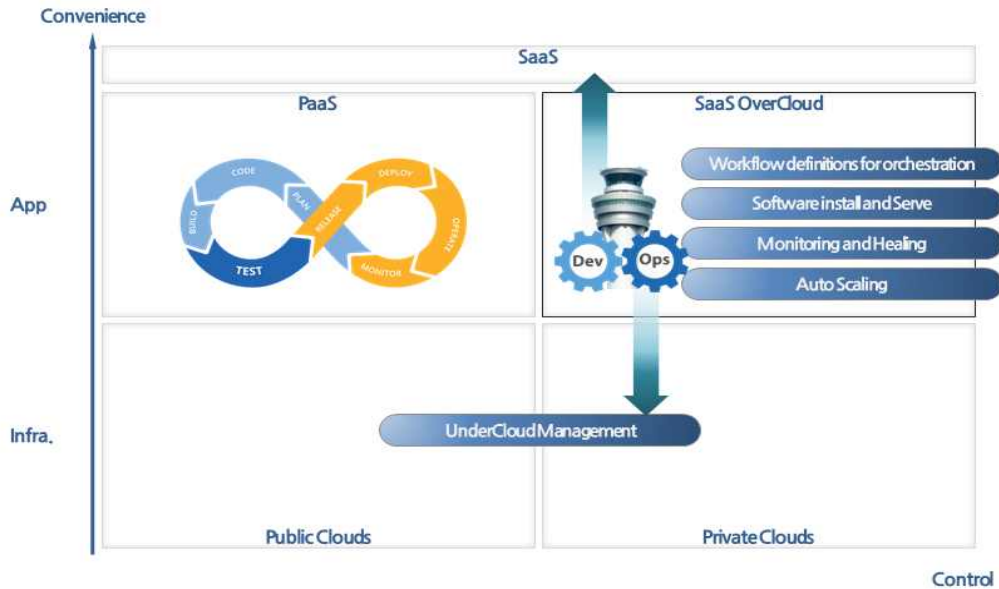 Convenience
SaaS
PaaS
SaaS OverCloud
CODE
BUILD
PLAN
TEST
RELEASE
DEPLOY
OPERATE
MONITOR
App
Dev
Ops
Workflow definitions for orchestration
Software install and Serve
Monitoring and Healing
Auto Scaling
Infra.
UnderCloud Management
Public Clouds
Private Clouds
Control